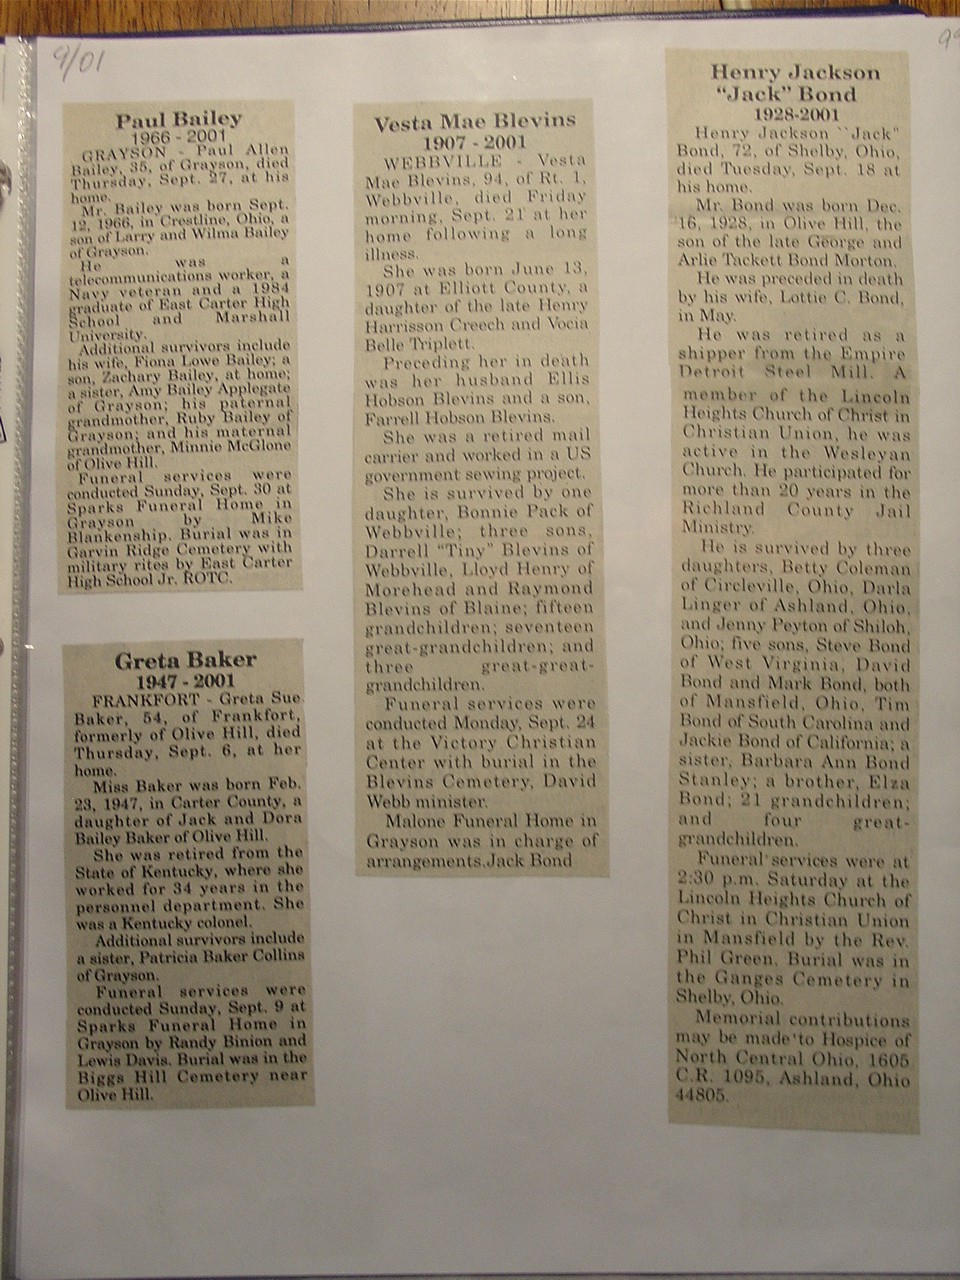 9/01
Paul Bailey
1966 - 2001
GRAYSON - Paul Allen
Bailey, 35, of Grayson, died
Thursday, Sept. 27, at his
home.
Mr. Bailey was born Sept.
12, 1966, in Crestline, Ohio, a
son of Larry and Wilma Bailey
of Grayson.
He was a
telecommunications worker, a
Navy veteran and a 1984
graduate of East Carter High
School and Marshall
University.
Additional survivors include
his wife, Fiona Lowe Bailey; a
son, Zachary Bailey, at home;
a sister, Amy Bailey Applegate
of Grayson; his paternal
grandmother, Ruby Bailey of
Grayson; and his maternal
grandmother, Minnie McGlone
of Olive Hill.
Funeral services were
conducted Sunday, Sept. 30 at
Sparks Funeral Home in
Grayson by Mike
Blankenship. Burial was in
Garvin Ridge Cemetery with
military rites by East Carter
High School Jr. ROTC.
Greta Baker
1947 - 2001
FRANKFORT - Greta Sue
Baker, 54, of Frankfort,
formerly of Olive Hill, died
Thursday, Sept. 6, at her
home.
Miss Baker was born Feb.
23, 1947, in Carter County, a
daughter of Jack and Dora
Bailey Baker of Olive Hill.
She was retired from the
State of Kentucky, where she
worked for 34 years in the
personnel department. She
was a Kentucky colonel.
Additional survivors include
a sister, Patricia Baker Collins
of Grayson.
Funeral services were
conducted Sunday, Sept. 9 at
Sparks Funeral Home in
Grayson by Randy Binion and
Lewis Davis. Burial was in the
Biggs Hill Cemetery near
Olive Hill.
Vesta Mae Blevins
1907 - 2001
WEBBVILLE - Vesta
Mae Blevins, 94, of Rt. 1,
Webbville, died Friday
morning, Sept. 21 at her
home following a long
illness.
She was born June 13,
1907 at Elliott County, a
daughter of the late Henry
Harrisson Creech and Vocia
Belle Triplett.
Preceding her in death
was her husband Ellis
Hobson Blevins and a son,
Farrell Hobson Blevins.
She was a retired mail
carrier and worked in a US
government sewing project.
She is survived by one
daughter, Bonnie Pack of
Webbville; three sons,
Darrell "Tiny" Blevins of
Webbville, Lloyd Henry of
Morehead and Raymond
Blevins of Blaine; fifteen
grandchildren; seventeen
great-grandchildren; and
three great-great-
grandchildren.
Funeral services were
conducted Monday, Sept. 24
at the Victory Christian
Center with burial in the
Blevins Cemetery, David
Webb minister.
Malone Funeral Home in
Grayson was in charge of
arrangements.Jack Bond
Henry Jackson
"Jack" Bond
1928-2001
Henry Jackson ``Jack"
Bond, 72, of Shelby, Ohio,
died Tuesday, Sept. 18 at
his home.
Mr. Bond was born Dec.
16, 1928, in Olive Hill, the
son of the late George and
Arlie Tackett Bond Morton.
He was preceded in death
by his wife, Lottie C. Bond,
in May.
He was retired as a
shipper from the Empire
Detroit Steel Mill. A
member of the Lincoln
Heights Church of Christ in
Christian Union, he was
active in the Wesleyan
Church. He participated for
more than 20 years in the
Richland County Jail
Ministry.
He is survived by three
daughters, Betty Coleman
of Circleville, Ohio, Darla
Linger of Ashland, Ohio,
and Jenny Peyton of Shiloh,
Ohio; five sons, Steve Bond
of West Virginia, David
Bond and Mark Bond, both
of Mansfield, Ohio, Tim
Bond of South Carolina and
Jackie Bond of California; a
sister, Barbara Ann Bond
Stanley; a brother, Elza
Bond; 21 grandchildren;
and four great-
grandchildren.
Funeral services were at
2:30 p.m. Saturday at the
Lincoln Heights Church of
Christ in Christian Union
in Mansfield by the Rev.
Phil Green. Burial was in
the Ganges Cemetery in
Shelby, Ohio.
Memorial contributions
may be made to Hospice of
North Central Ohio, 1605
C.R. 1095, Ashland, Ohio
44805.